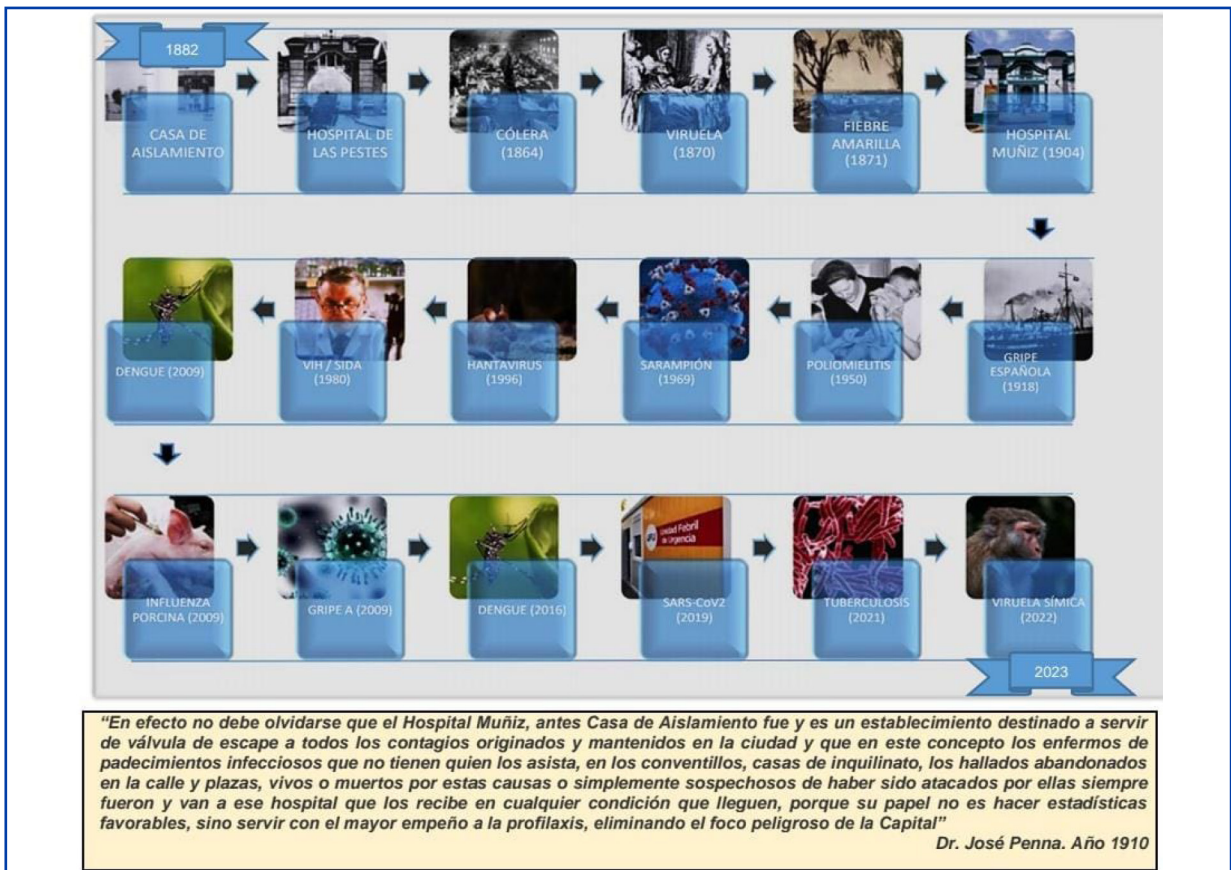 1882
CASA DE
AISLAMIENTO
HOSPITAL DE
LAS PESTES
CÓLERA
(1864)
VIRUELA
(1870)
FIEBRE
AMARILLA
(1871)
HOSPITAL
MUÑIZ (1904)
DENGUE (2009)
VIH / SIDA
(1980)
HANTAVIRUS
(1996)
SARAMPIÓN
(1969)
POLIOMIELITIS
(1950)
GRIPE
ESPAÑOLA
(1918)
INFLUENZA
PORCINA (2009)
GRIPE A (2009)
DENGUE (2016)
Unidad Febril
de Urgencia
SARS-CoV2
(2019)
TUBERCULOSIS
(2021)
VIRUELA SÍMICA
(2022)
2023
“En efecto no debe olvidarse que el Hospital Muñiz, antes Casa de Aislamiento fue y es un establecimiento destinado a servir
de válvula de escape a todos los contagios originados y mantenidos en la ciudad y que en este concepto los enfermos de
padecimientos infecciosos que no tienen quien los asista, en los conventillos, casas de inquilinato, los hallados abandonados
en la calle y plazas, vivos o muertos por estas causas o simplemente sospechosos de haber sido atacados por ellas siempre
fueron y van a ese hospital que los recibe en cualquier condición que lleguen, porque su papel no es hacer estadísticas
favorables, sino servir con el mayor empeño a la profilaxis, eliminando el foco peligroso de la Capital”
Dr. José Penna. Año 1910